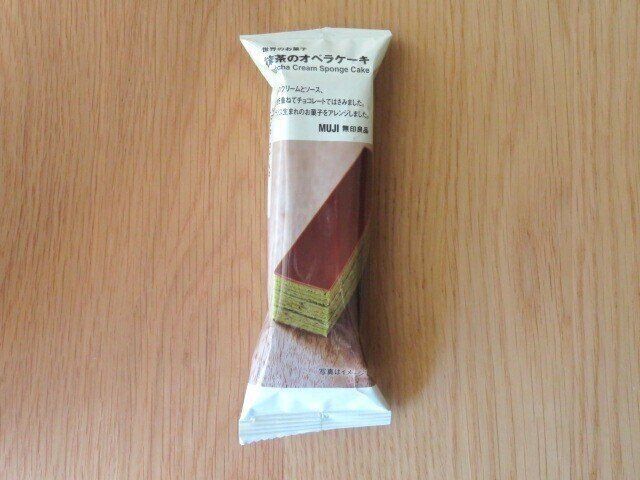 世界のお菓子
抹茶のオペラケーキ
Cream Sponge Cake
クリームとソース、
重ねてチョコレートではさみました。
生まれのお菓子をアレンジしました。
MUJI 無印良品
写真はイメージ